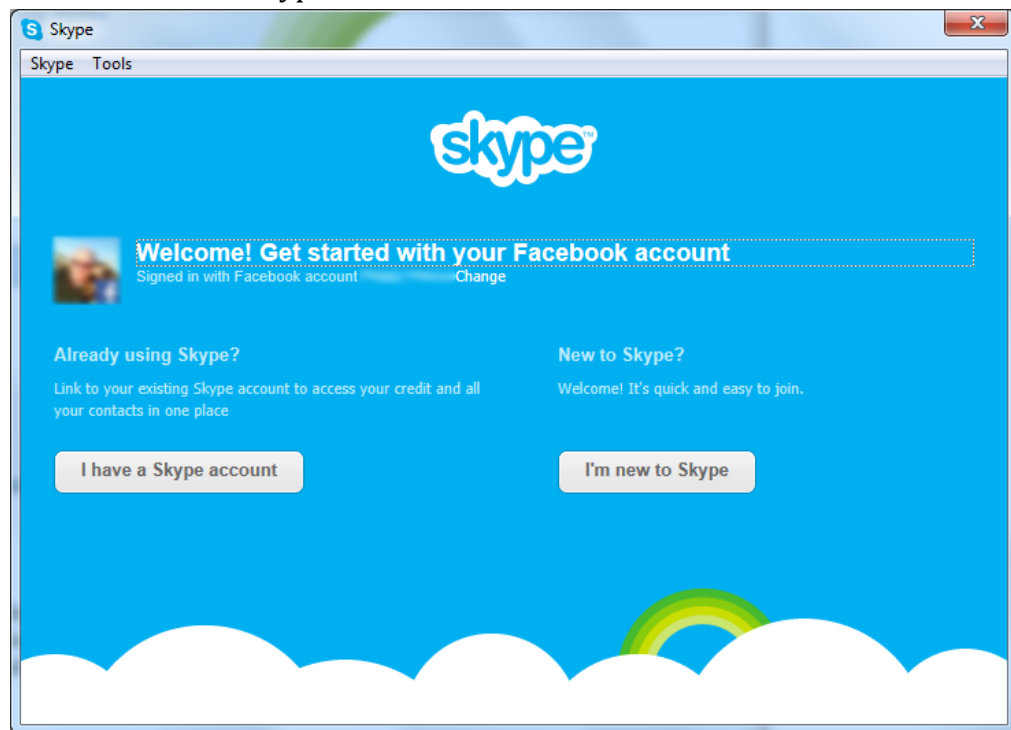 Skype
Skype Tools
skype™
Welcome! Get started with your Facebook account
Signed in with Facebook account Change
Already using Skype?
Link to your existing Skype account to access your credit and all
your contacts in one place
I have a Skype account
New to Skype?
Welcome! It's quick and easy to join.
I'm new to Skype